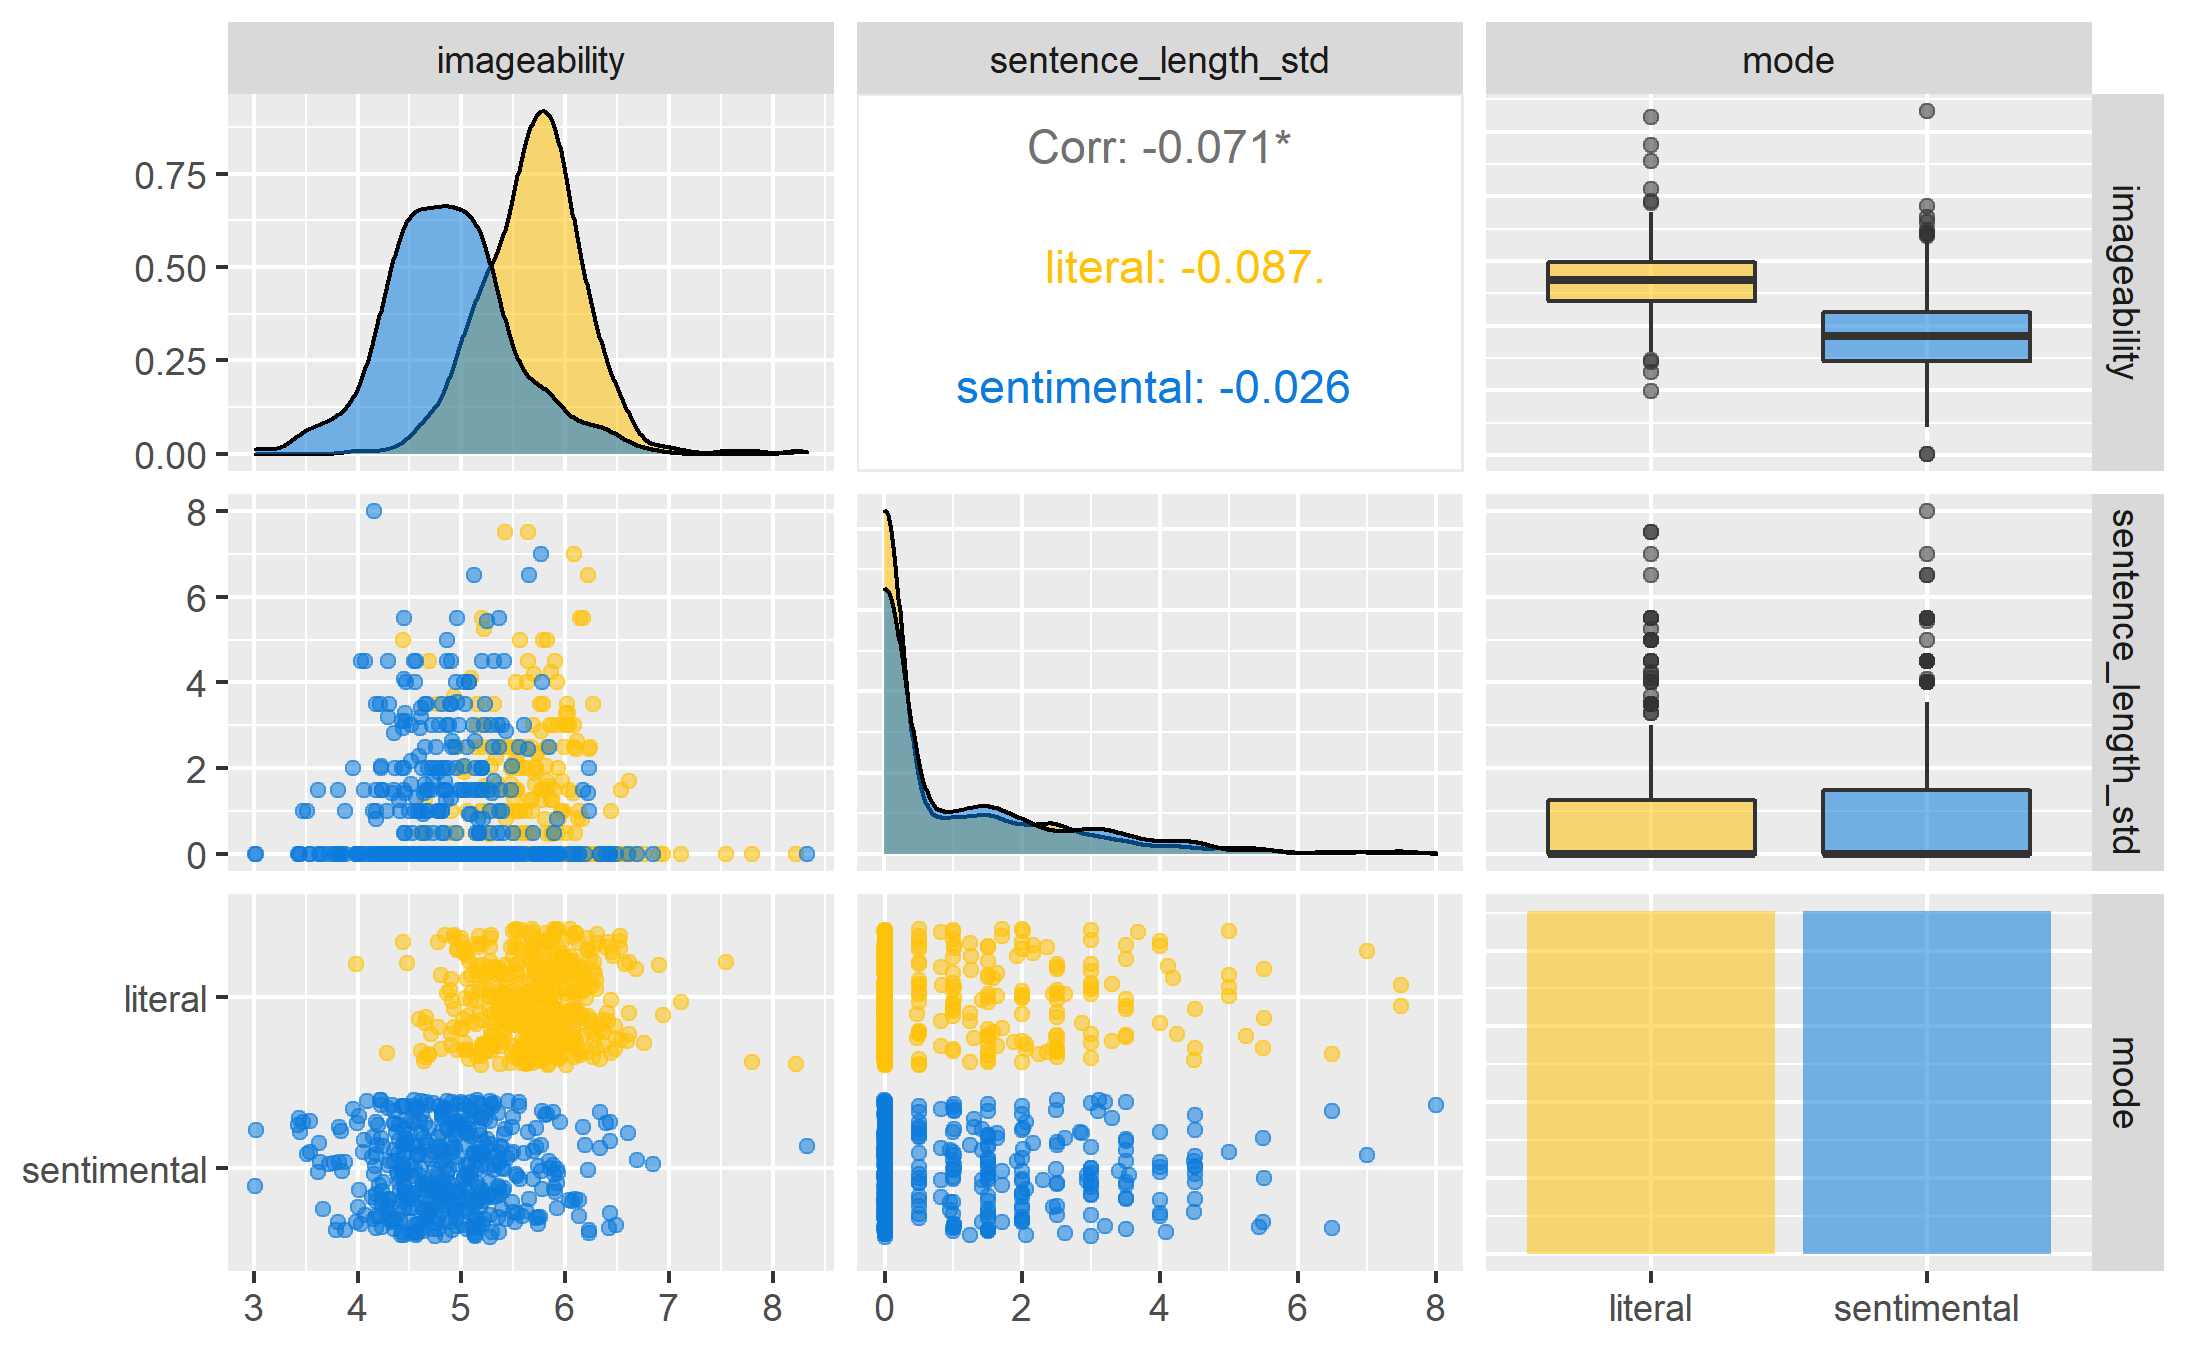 imageability sentence_length_std mode
0.75
0.50
0.25
0.00
Corr: -0.071*
literal: -0.087.
sentimental: -0.026
imageability
8
6
4
2
0
sentence_length_std
literal
sentimental
mode
3 4 5 6 7 8
0 2 4 6 8
literal sentimental